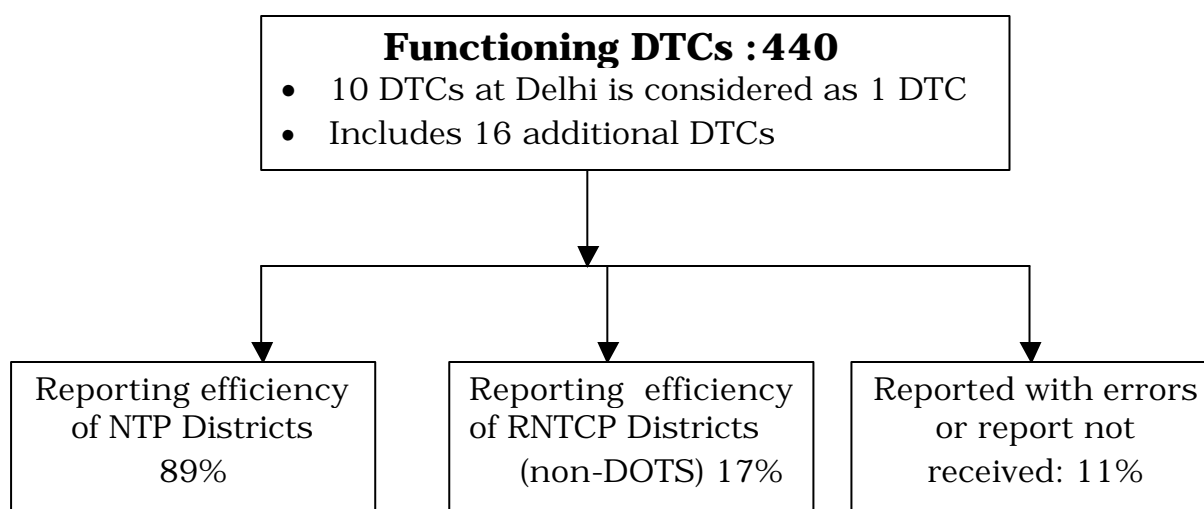 Functioning DTCs : 440
• 10 DTCs at Delhi is considered as 1 DTC
• Includes 16 additional DTCs
Reporting efficiency
of NTP Districts
89%
Reporting efficiency
of RNTCP Districts
(non-DOTS) 17%
Reported with errors
or report not
received: 11%